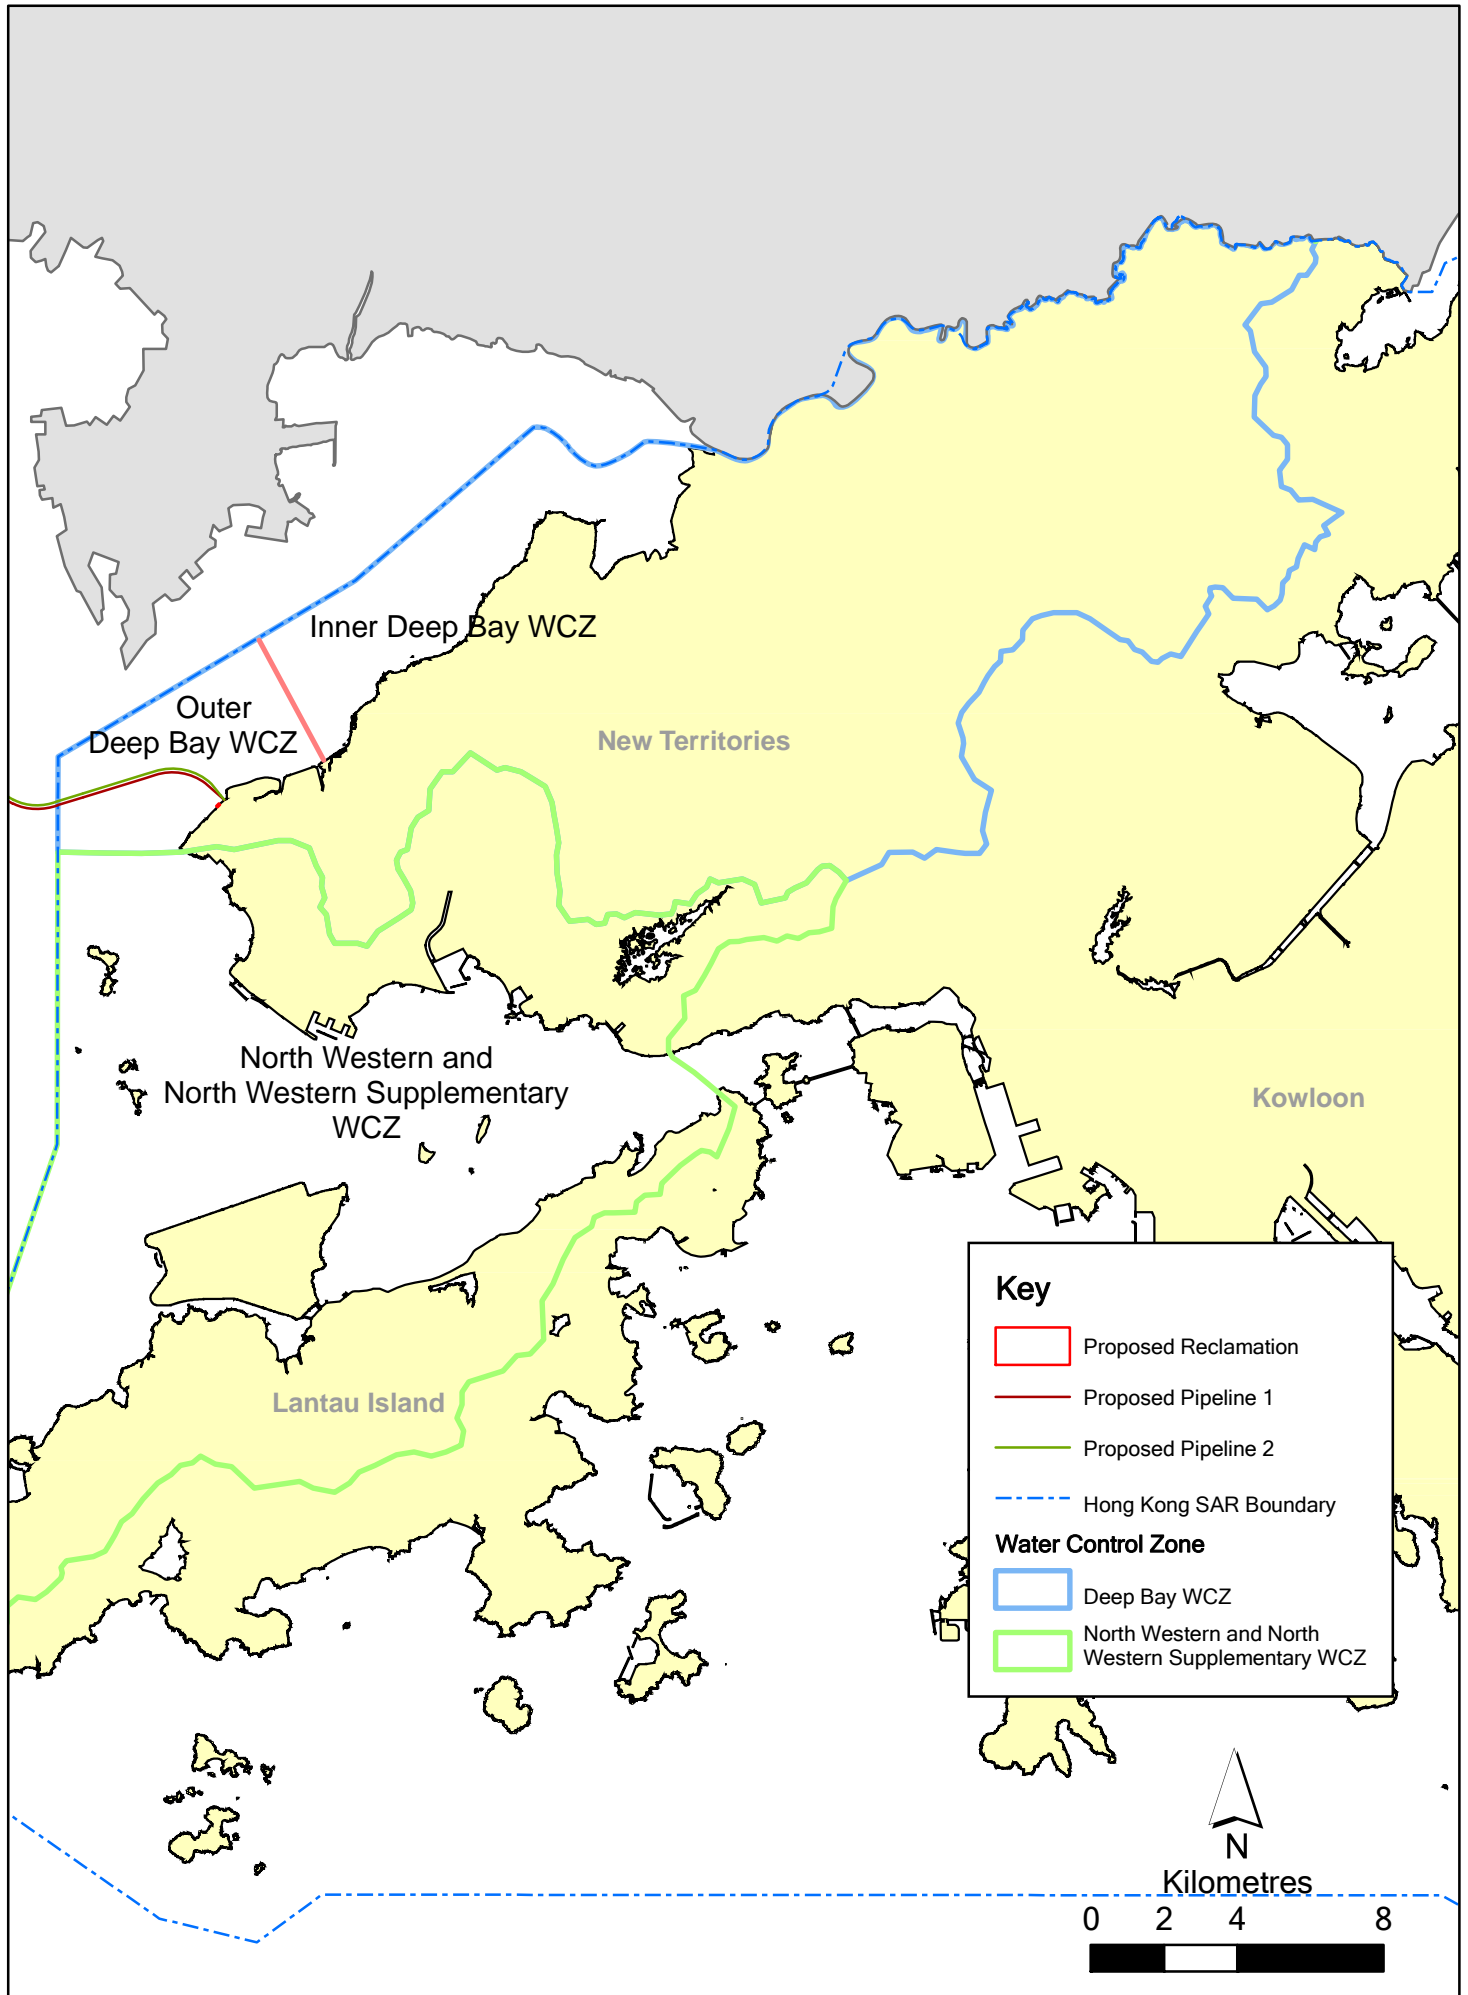 Inner Deep Bay WCZ
Outer
Deep Bay WCZ
New Territories
North Western and
North Western Supplementary
WCZ
Kowloon
Lantau Island
Key
Proposed Reclamation
Proposed Pipeline 1
Proposed Pipeline 2
Hong Kong SAR Boundary
Water Control Zone
Deep Bay WCZ
North Western and North
Western Supplementary WCZ
N
Kilometres
0 2 4 8